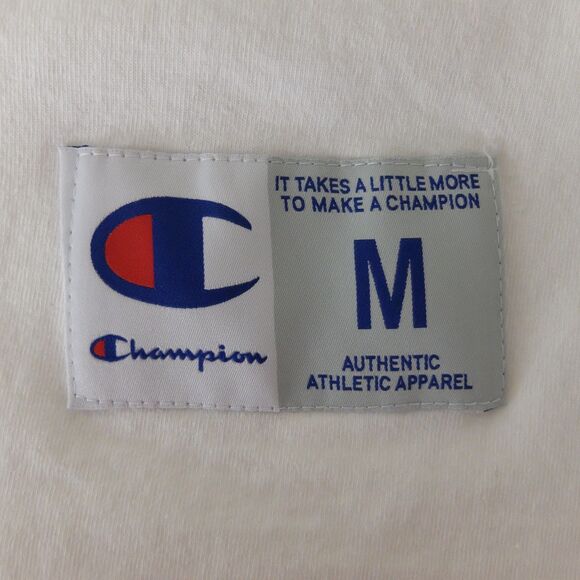 Champion
IT TAKES A LITTLE MORE
TO MAKE A CHAMPION
M
AUTHENTIC
ATHLETIC APPAREL